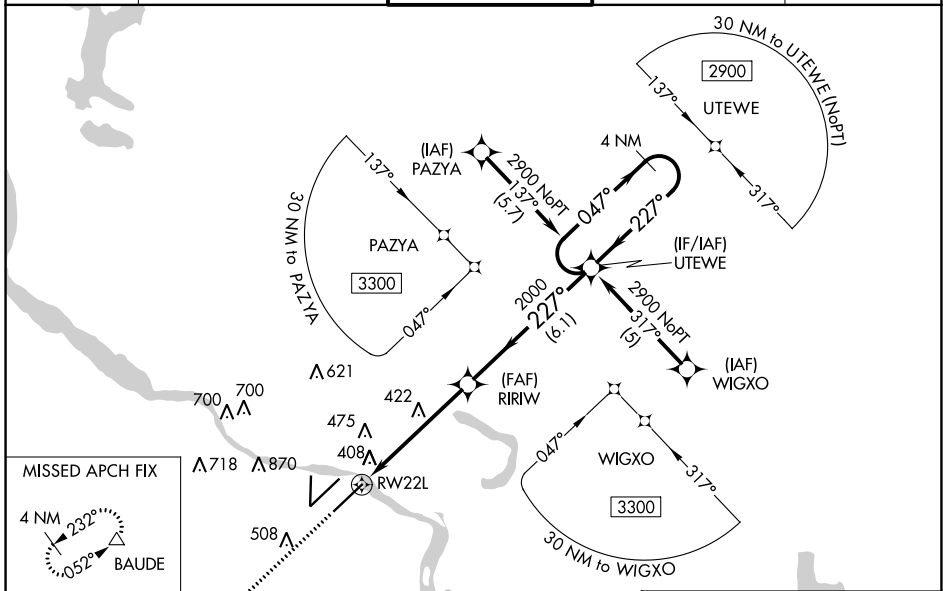 30 NM to UTEWE (NoPT)
2900
137°
UTEWE
317°
4 NM
(IAF)
PAZYA
2900 NoPT
137°
(5.7)
047°
227°
(IF/IAF)
UTEWE
137°
30 NM to PAZYA
PAZYA
3300
047°
2000
227°
(6.1)
2900 NoPT
317°
(5)
(IAF)
WIGXO
(FAF)
RIRIW
621
700
700
422
475
408
718
870
RW22L
508
047°
WIGXO
317°
3300
30 NM to WIGXO
MISSED APCH FIX
4 NM
232°
052°
BAUDE